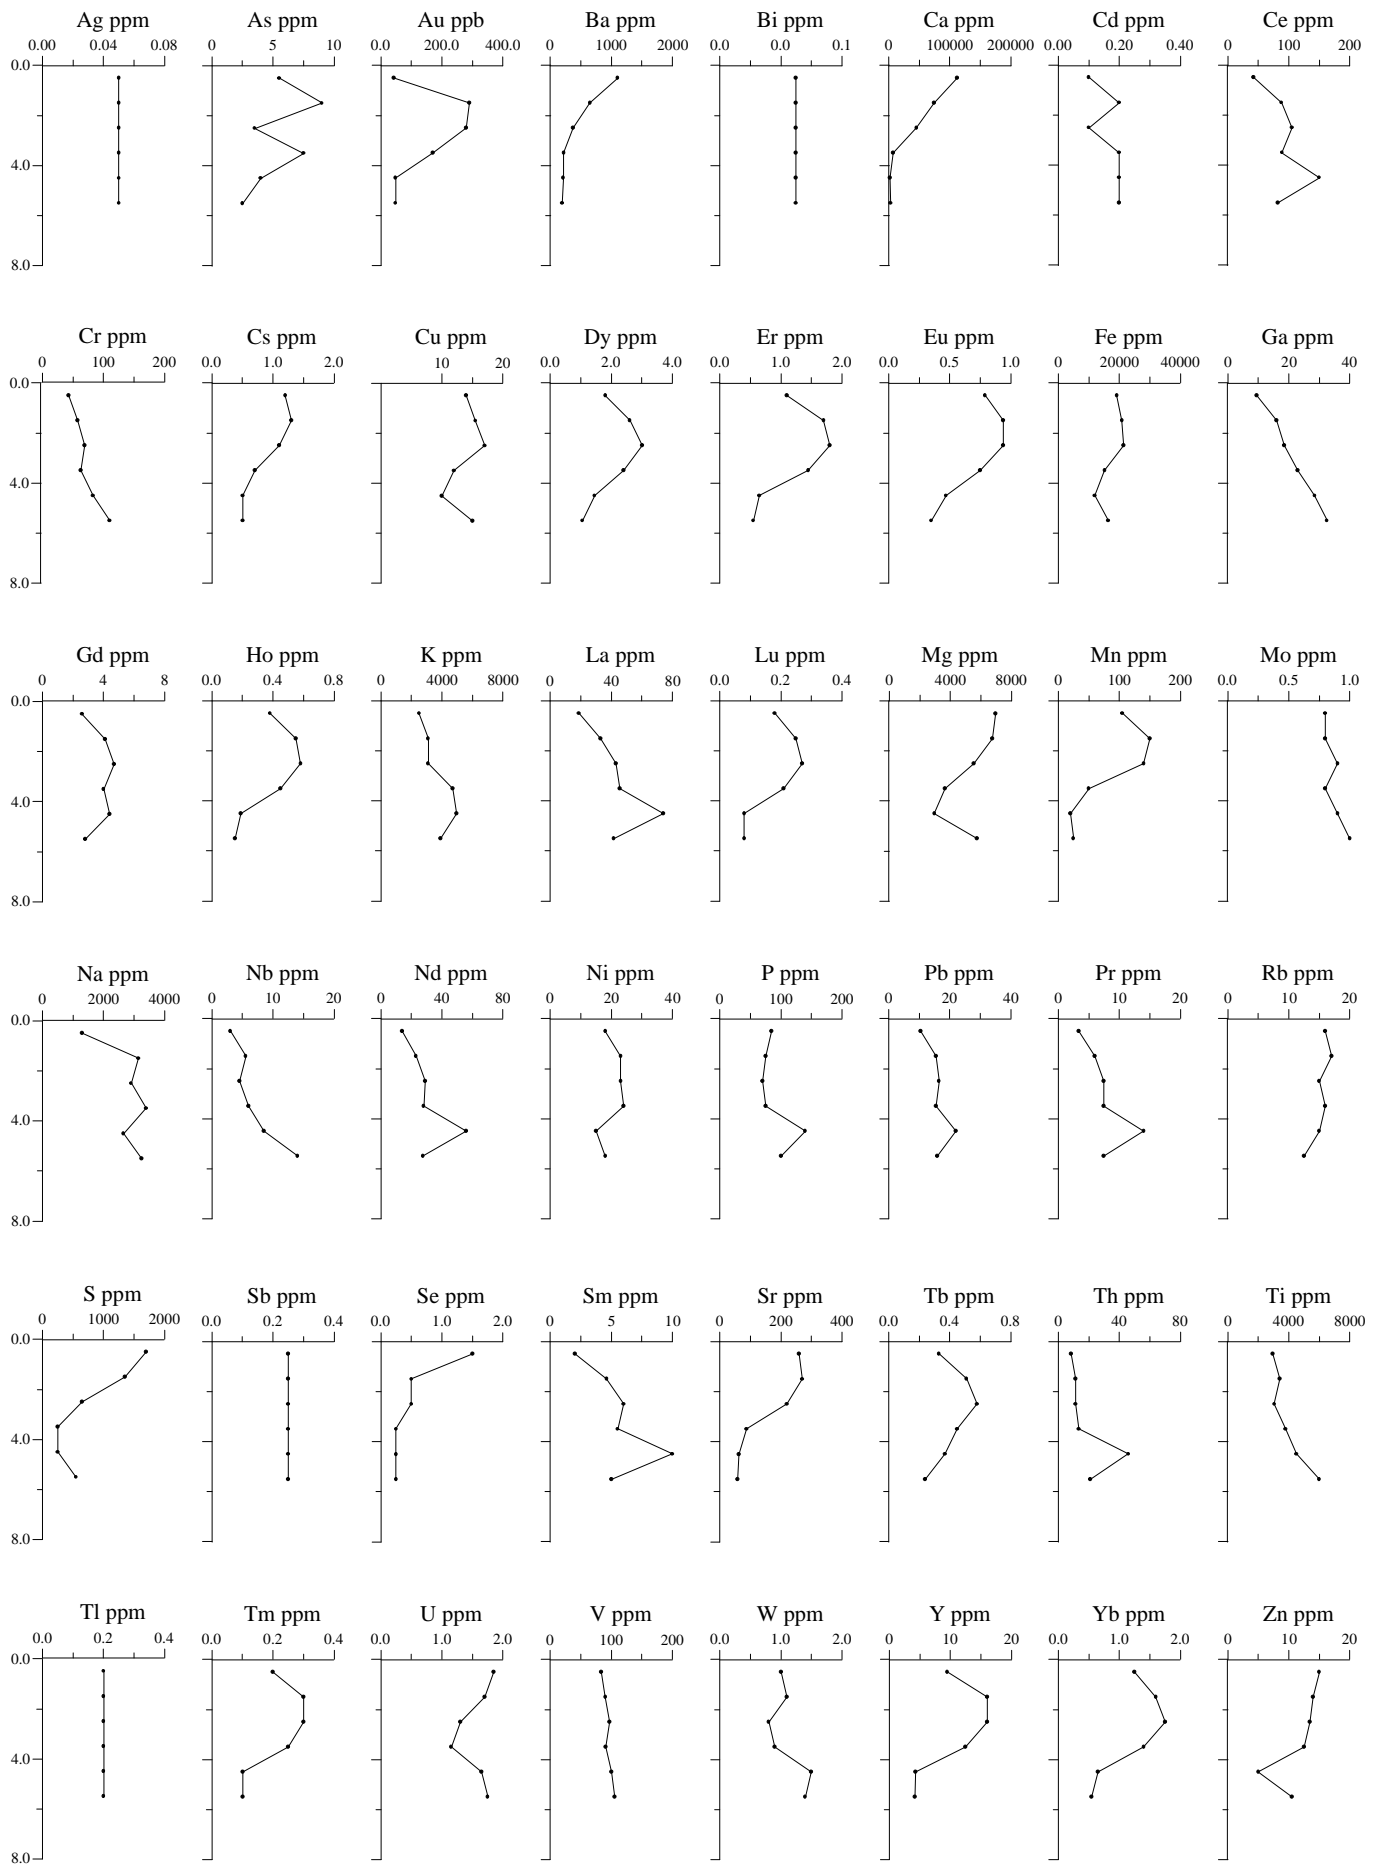 Ag ppm As ppm Au ppb Ba ppm Bi ppm Ca ppm Cd ppm Ce ppm
0.00 0.04 0.08 0 5 10 0.0 200.0 400.0 0 1000 2000 0.0 0.0 0.1 0 100000 200000 0.00 0.20 0.40 0 100 200
0.0
4.0
8.0
Cr ppm Cs ppm Cu ppm Dy ppm Er ppm Eu ppm Fe ppm Ga ppm
0 100 200 0.0 1.0 2.0 10 20 0.0 2.0 4.0 0.0 1.0 2.0 0.0 0.5 1.0 0 20000 40000 0 20 40
0.0
4.0
8.0
Gd ppm Ho ppm K ppm La ppm Lu ppm Mg ppm Mn ppm Mo ppm
0 4 8 0.0 0.4 0.8 0 4000 8000 0 40 80 0.0 0.2 0.4 0 4000 8000 0 100 200 0.0 0.5 1.0
0.0
4.0
8.0
Na ppm Nb ppm Nd ppm Ni ppm P ppm Pb ppm Pr ppm Rb ppm
0 2000 4000 0 10 20 0 40 80 0 20 40 0 100 200 0 20 40 0 10 20 0 10 20
0.0
4.0
8.0
S ppm Sb ppm Se ppm Sm ppm Sr ppm Tb ppm Th ppm Ti ppm
0 1000 2000 0.0 0.2 0.4 0.0 1.0 2.0 0 5 10 0 200 400 0.0 0.4 0.8 0 40 80 0 4000 8000
0.0
4.0
8.0
Tl ppm Tm ppm U ppm V ppm W ppm Y ppm Yb ppm Zn ppm
0.0 0.2 0.4 0.0 0.2 0.4 0.0 1.0 2.0 0 100 200 0.0 1.0 2.0 0 10 20 0.0 1.0 2.0 0 10 20
0.0
4.0
8.0